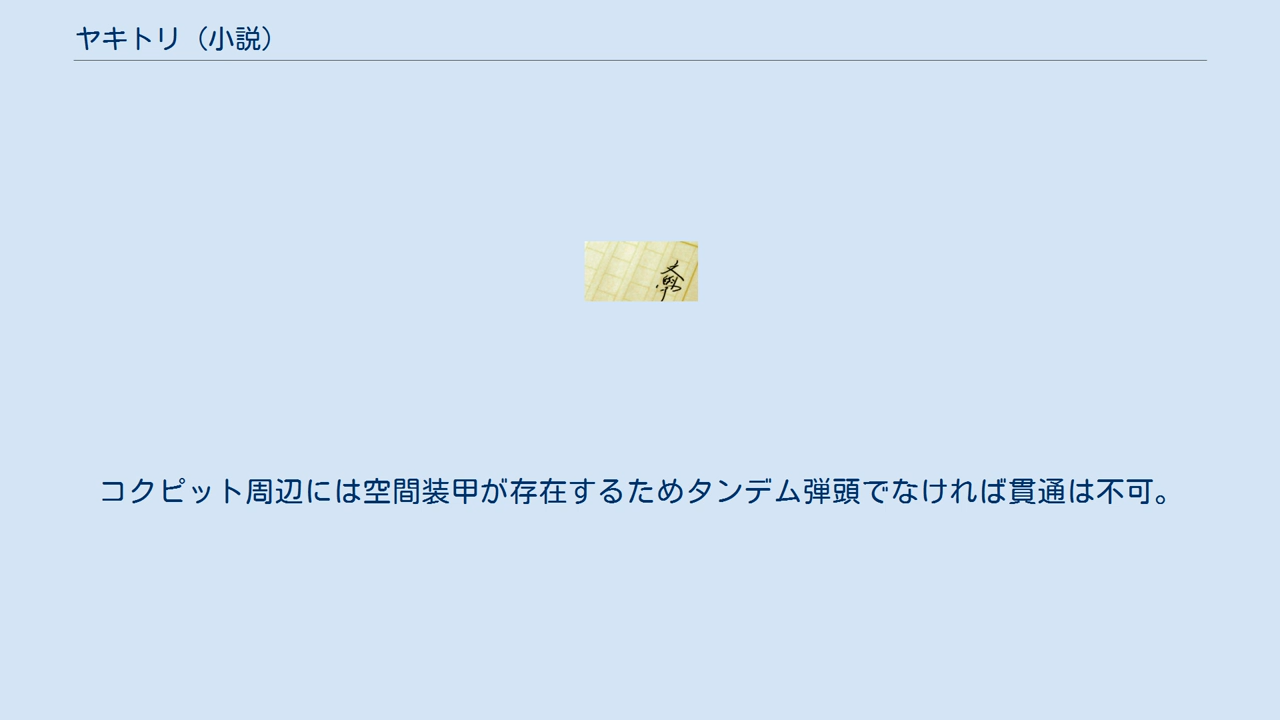 ヤキトリ（小説）
コクピット周辺には空間装甲が存在するためタンデム弾頭でなければ貫通は不可。